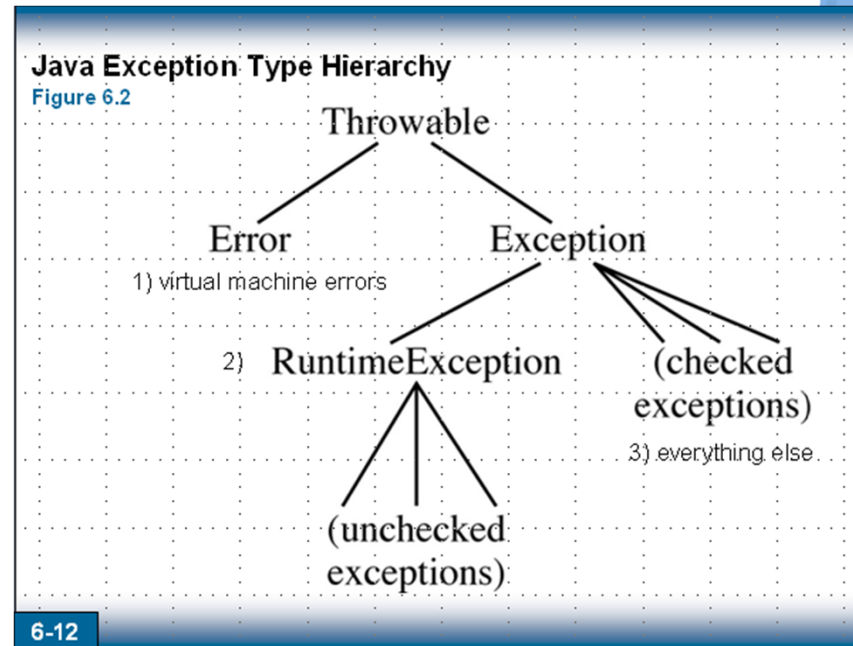 Java Exception Type Hierarchy
Figure 6.2
Throwable
Error
Exception
1) virtual machine errors
2) RuntimeException
(checked
exceptions)
3) everything else
(unchecked
exceptions)
6-12